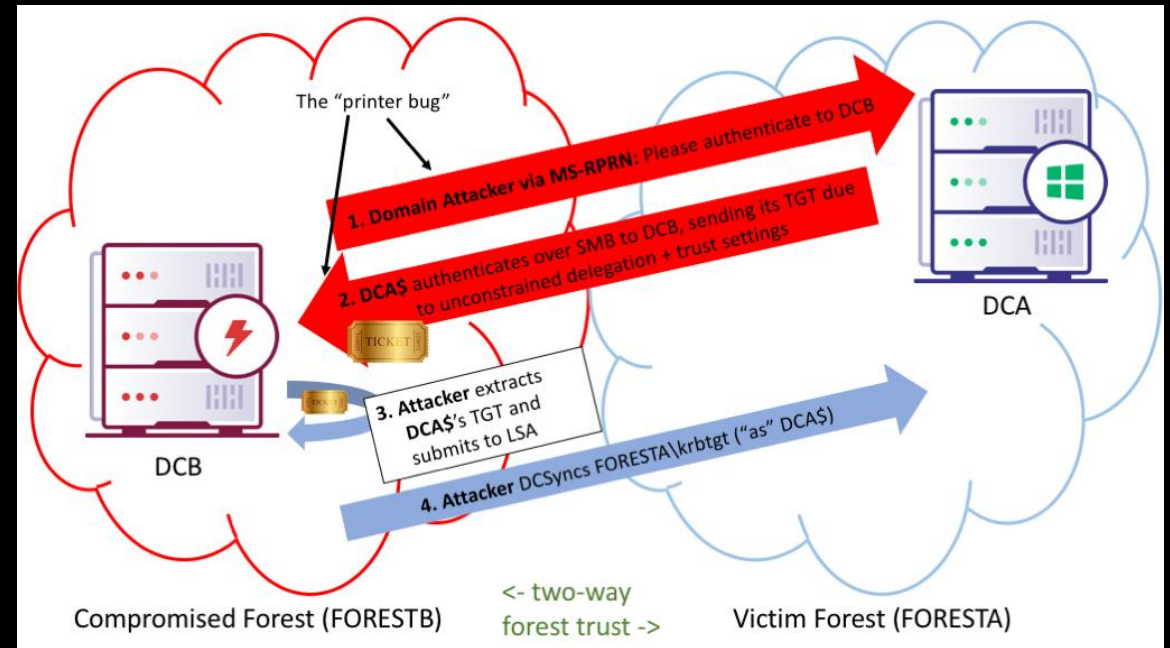 The “printer bug”
1. Domain Attacker via MS-RPRN: Please authenticate to DCB
2. DCA$ authenticates over SMB to DCB, sending its TGT due
to unconstrained delegation + trust settings
TICKET
TICKET
3. Attacker extracts
DCA$’s TGT and
submits to LSA
4. Attacker DCSyncs FORESTA\krbtgt (“as” DCA$)
DCB
DCA
Compromised Forest (FORESTB)
<- two-way
forest trust ->
Victim Forest (FORESTA)